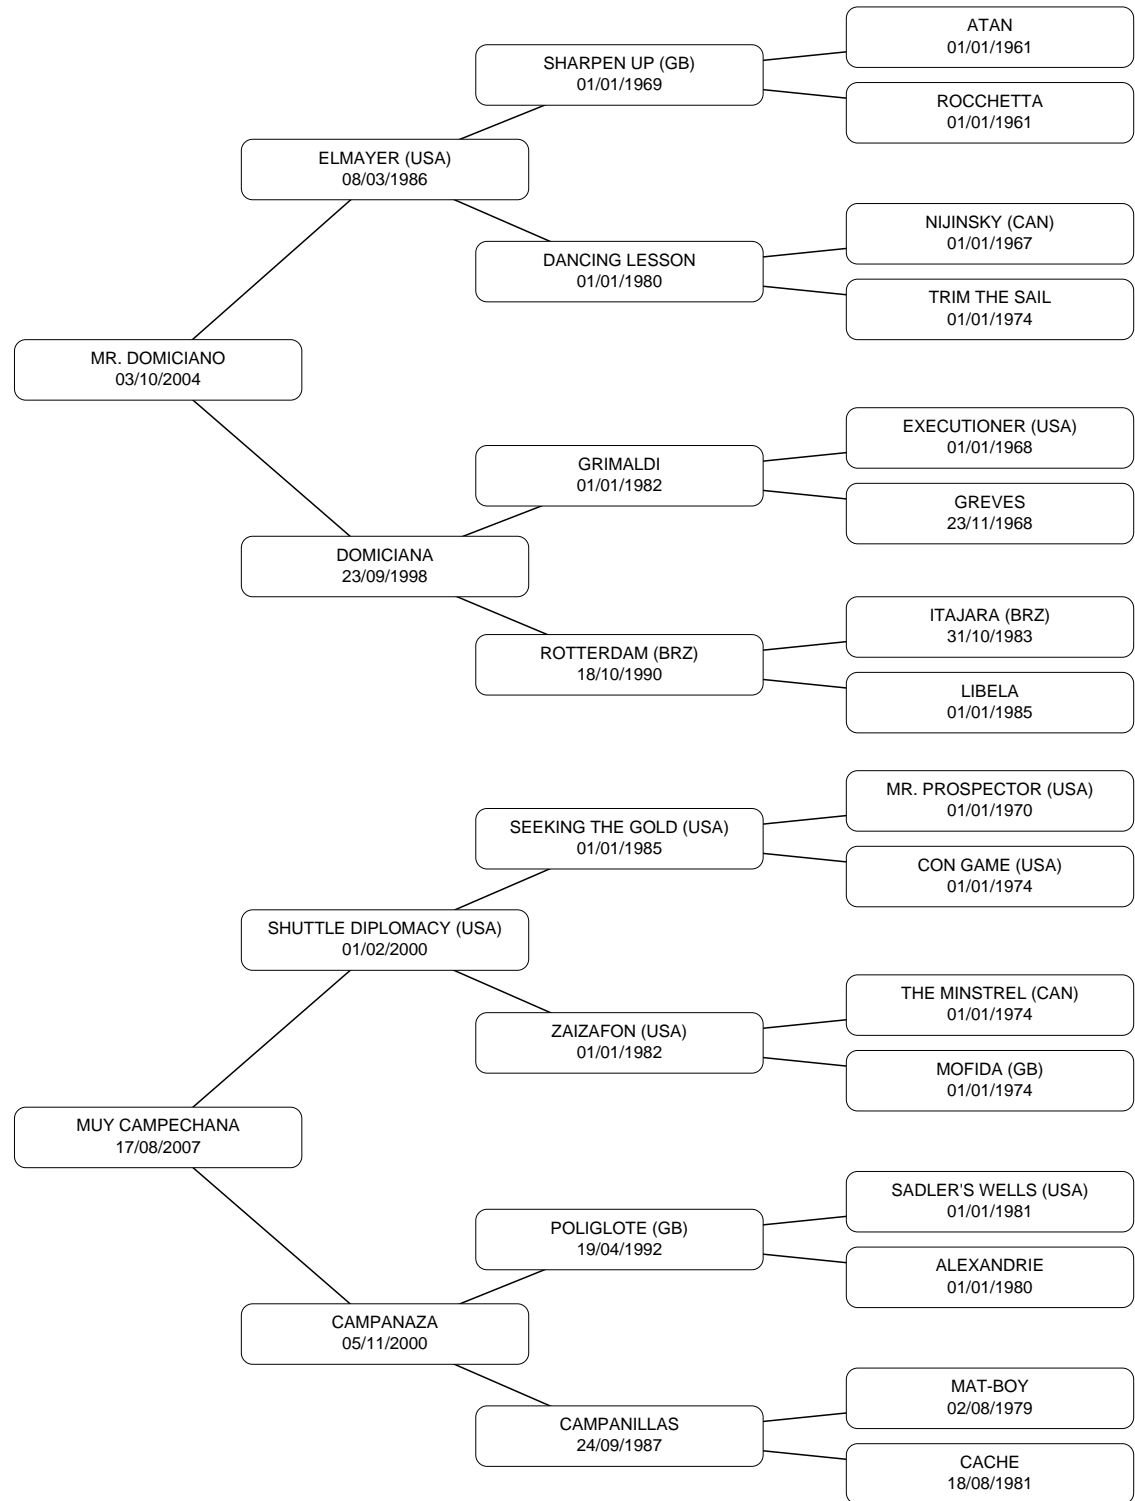 ATAN
01/01/1961
SHARPEN UP (GB)
01/01/1969
ROCCHETTA
01/01/1961
ELMAYER (USA)
08/03/1986
NIJINSKY (CAN)
01/01/1967
DANCING LESSON
01/01/1980
TRIM THE SAIL
01/01/1974
MR. DOMICIANO
03/10/2004
EXECUTIONER (USA)
01/01/1968
GRIMALDI
01/01/1982
GREVES
23/11/1968
DOMICIANA
23/09/1998
ITAJARA (BRZ)
31/10/1983
ROTTERDAM (BRZ)
18/10/1990
LIBELA
01/01/1985
MR. PROSPECTOR (USA)
01/01/1970
SEEKING THE GOLD (USA)
01/01/1985
CON GAME (USA)
01/01/1974
SHUTTLE DIPLOMACY (USA)
01/02/2000
THE MINSTREL (CAN)
01/01/1974
ZAIZAFON (USA)
01/01/1982
MOFIDA (GB)
01/01/1974
MUY CAMPECHANA
17/08/2007
SADLER'S WELLS (USA)
01/01/1981
POLIGLOTE (GB)
19/04/1992
ALEXANDRIE
01/01/1980
CAMPANAZA
05/11/2000
MAT-BOY
02/08/1979
CAMPANILLAS
24/09/1987
CACHE
18/08/1981